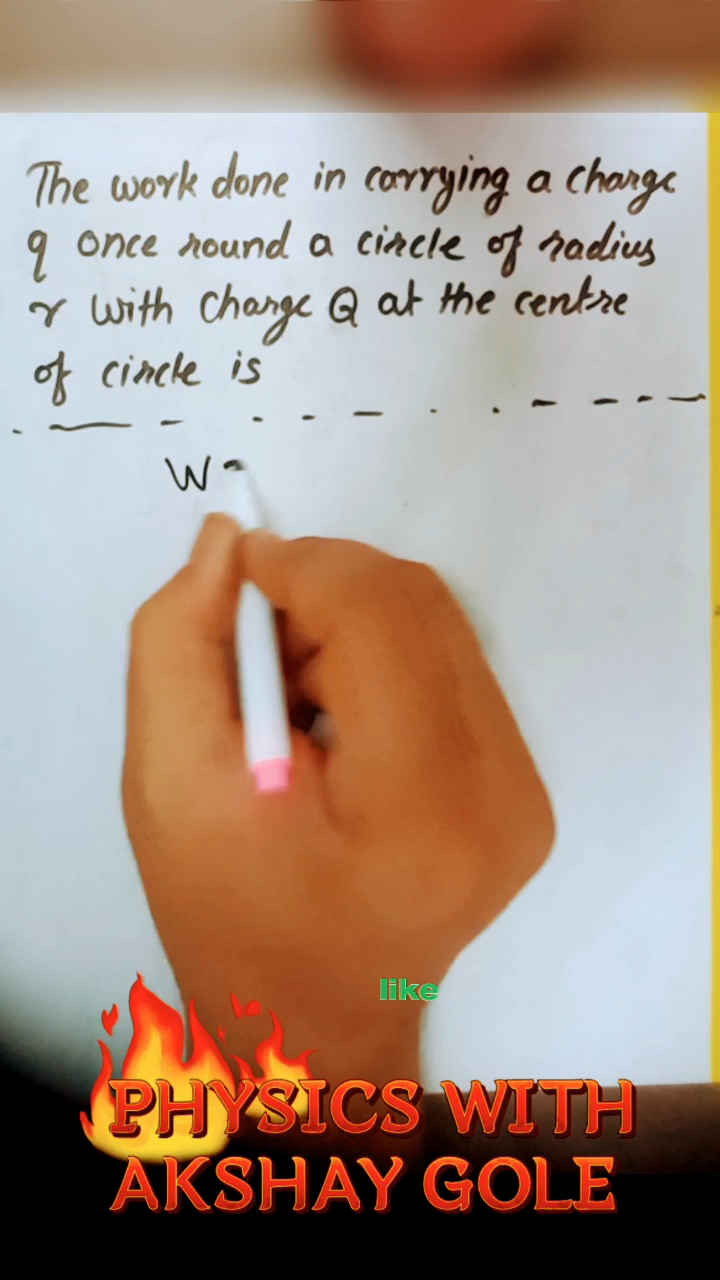 The work done in carrying a charge
q once round a circle of radius
r with charge Q at the centre
of circle is
W
like
PHYSICS WITH
AKSHAY GOLE